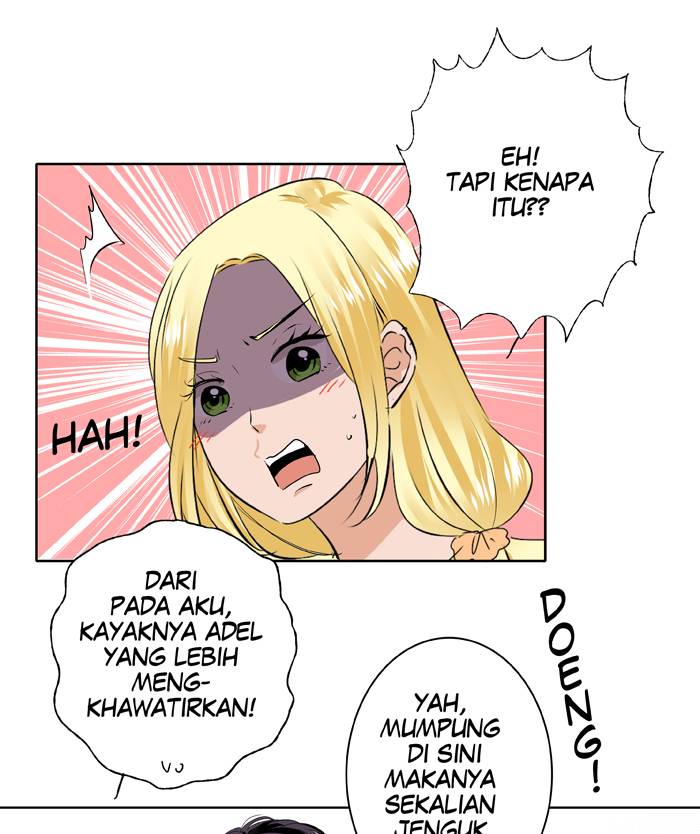 EH!
TAPI KENAPA
ITU??
HAH!
DARI
PADA AKU,
KAYAKNYA ADEL
YANG LEBIH
MENG-
KHAWATIRKAN!
DOENG!
YAH,
MUMPUNG
DI SINI
MAKANYA
SEKALIAN
JENGUK